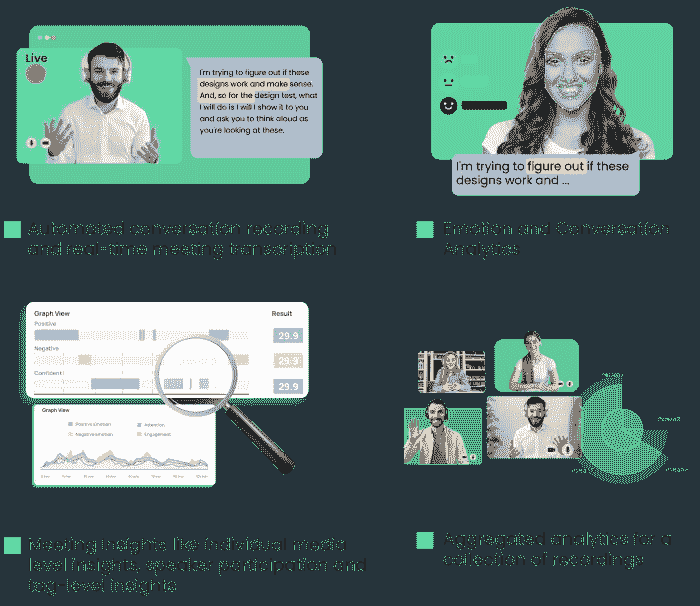 Live
I'm trying to figure out if these
designs work and make sense.
And, so for the design test, what
I will do is I will I show it to you
and ask you to think aloud as
you're looking at these.
I'm trying to figure out if these
designs work and ...
Automated conversation recording
and real-time meeting transcription
Emotion and Conversation
Analytics
Graph View
Result
Positive
29.9
Negative
29.9
Confident
29.9
Graph View
Positive Emotion
Attention
Negative Emotion
Engagement
Meeting insights like individual media
level insights, speaker participation and
tag-level insights
Aggregated analytics for a
collection of recordings